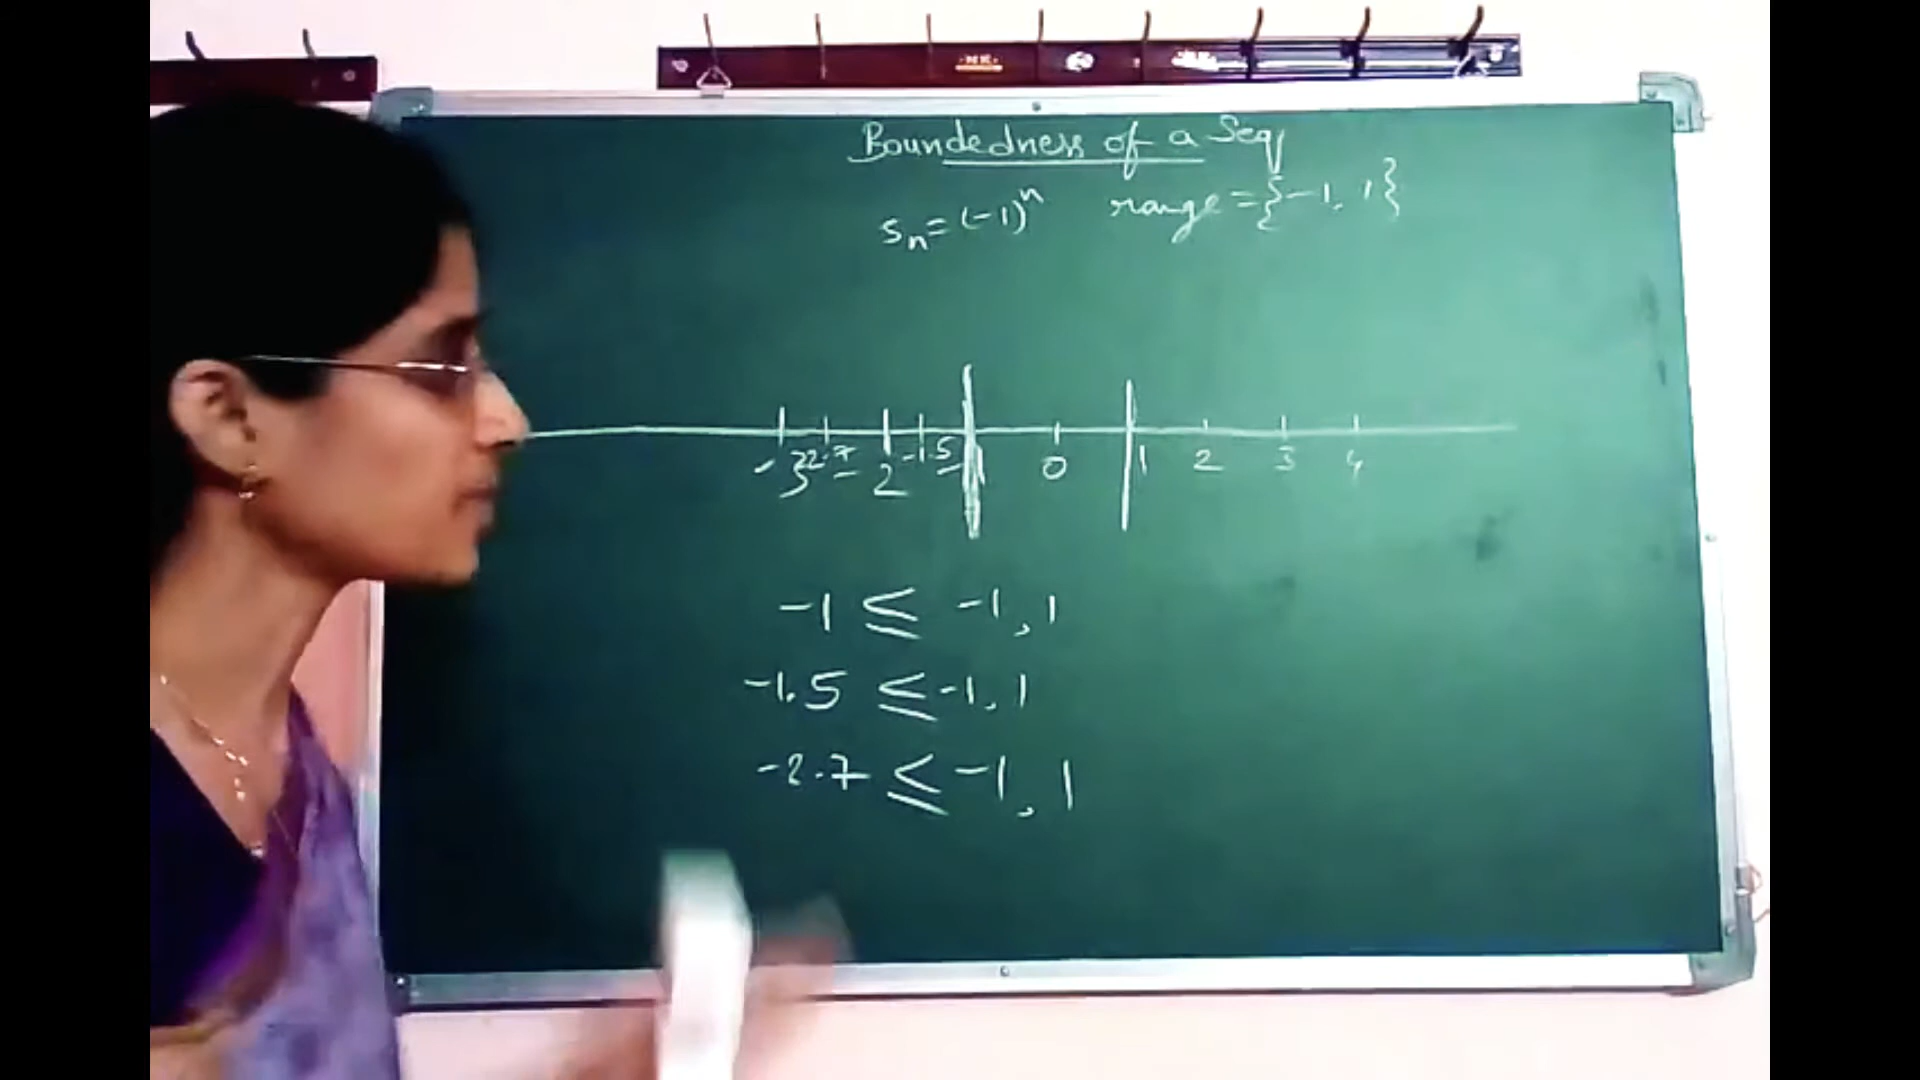 Boundedness of a Seq
sₙ=(-1)ⁿ range={-1, 1}
-3 2.7 -2 -1.5 -1 0 1 2 3 4
-1 ≤ -1, 1
-1.5 ≤ -1, 1
-2.7 ≤ -1, 1